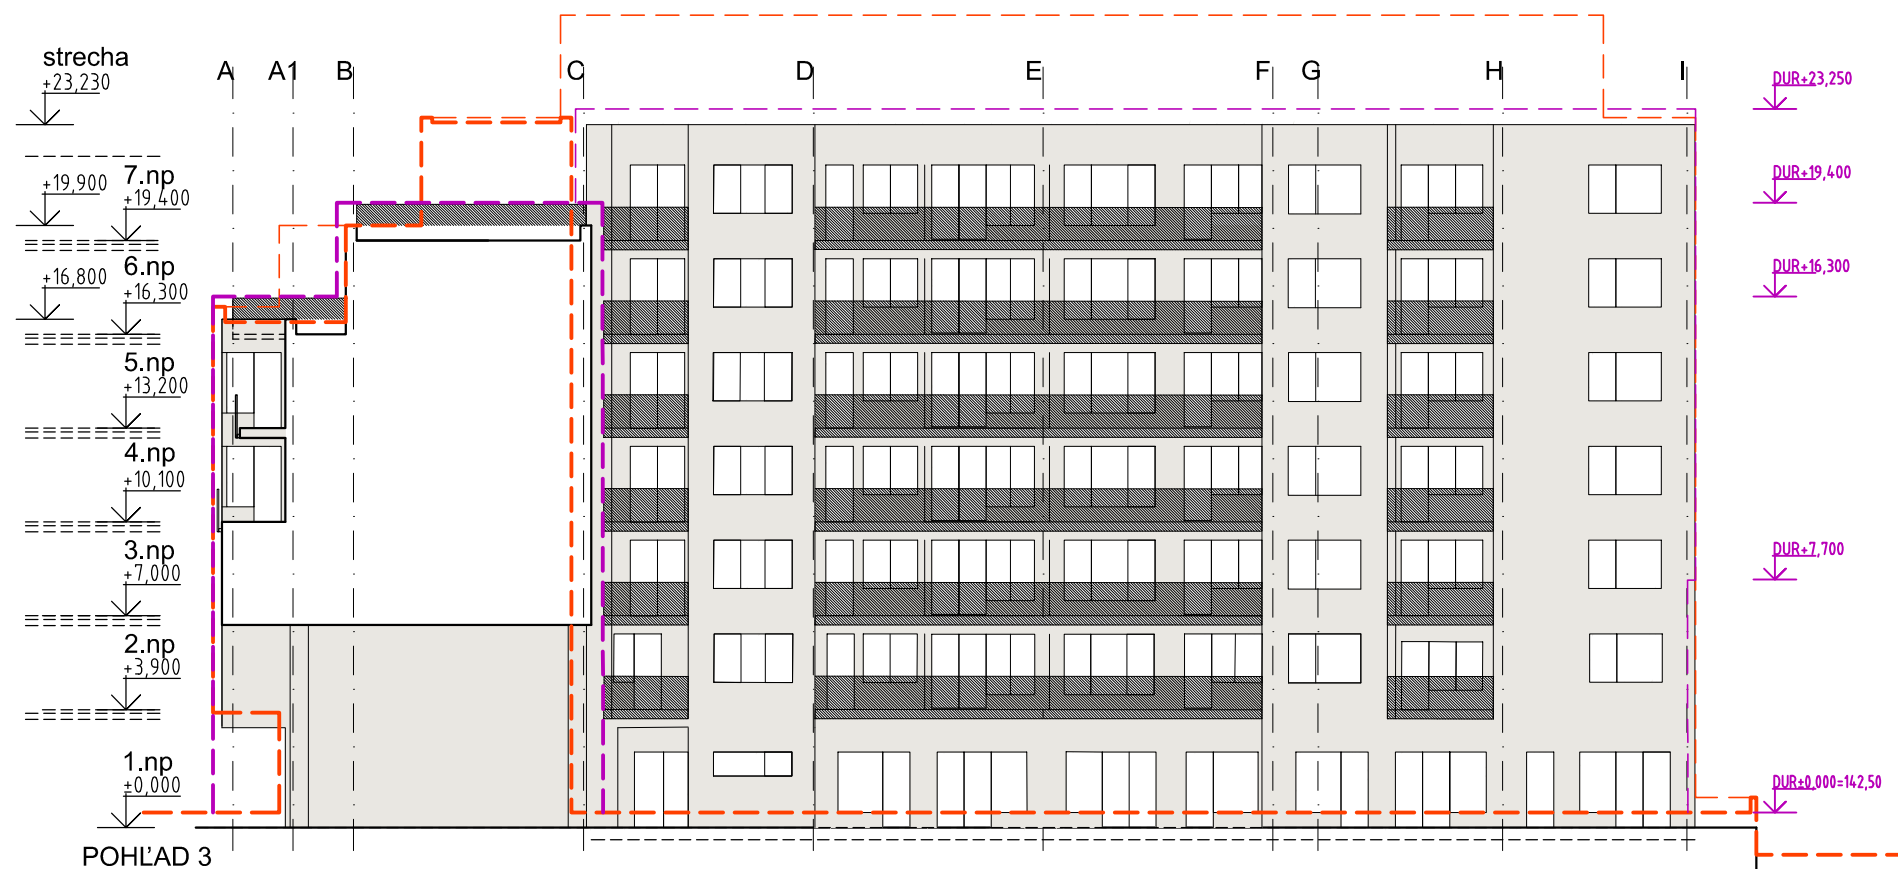 strecha
+23,230
A A1 B C D E F G H I
DUR+23,250
+19,900
7.np
+19,400
DUR+19,400
+16,800
6.np
+16,300
DUR+16,300
5.np
+13,200
4.np
+10,100
3.np
+7,000
DUR+7,700
2.np
+3,900
1.np
±0,000
DUR±0,000=142,50
POHĽAD 3